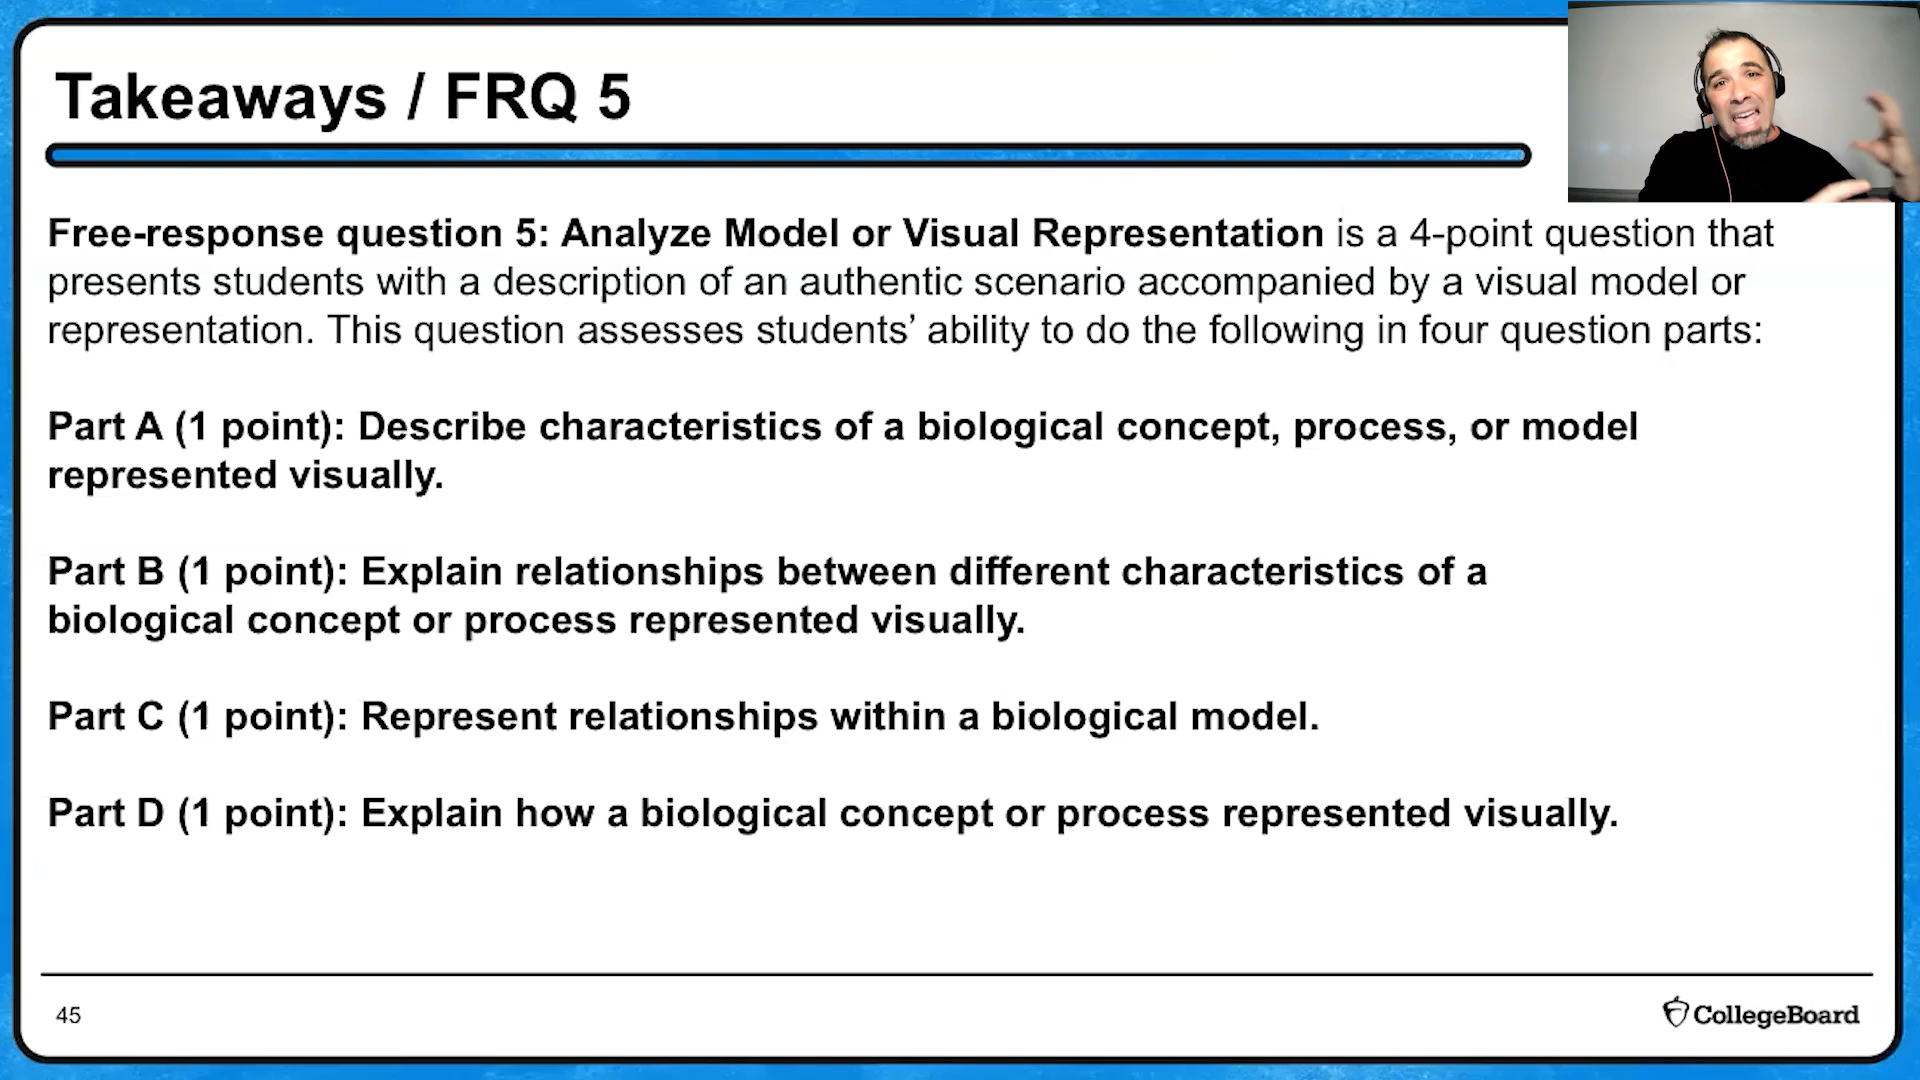 Takeaways / FRQ 5
Free-response question 5: Analyze Model or Visual Representation is a 4-point question that
presents students with a description of an authentic scenario accompanied by a visual model or
representation. This question assesses students’ ability to do the following in four question parts:
Part A (1 point): Describe characteristics of a biological concept, process, or model
represented visually.
Part B (1 point): Explain relationships between different characteristics of a
biological concept or process represented visually.
Part C (1 point): Represent relationships within a biological model.
Part D (1 point): Explain how a biological concept or process represented visually.
45
CollegeBoard